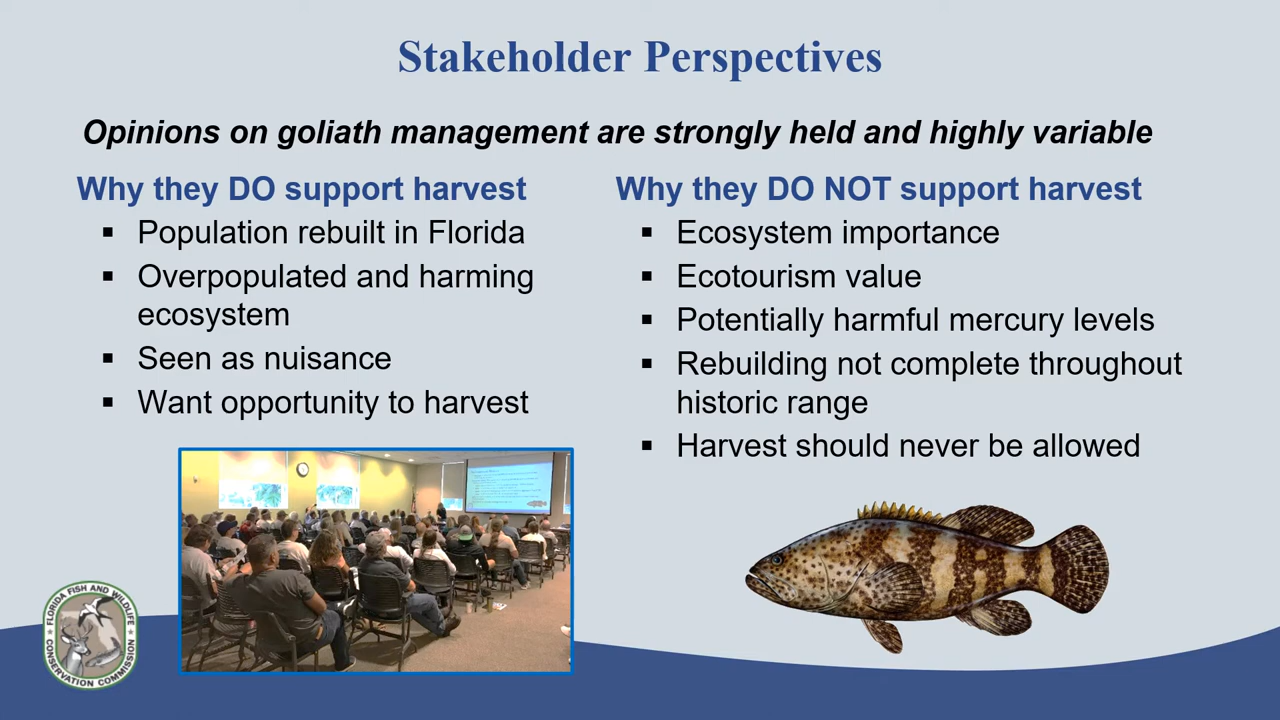 Stakeholder Perspectives
Opinions on goliath management are strongly held and highly variable
Why they DO support harvest
▪ Population rebuilt in Florida
▪ Overpopulated and harming
ecosystem
▪ Seen as nuisance
▪ Want opportunity to harvest
Why they DO NOT support harvest
▪ Ecosystem importance
▪ Ecotourism value
▪ Potentially harmful mercury levels
▪ Rebuilding not complete throughout
historic range
▪ Harvest should never be allowed
FLORIDA FISH AND WILDLIFE
CONSERVATION COMMISSION